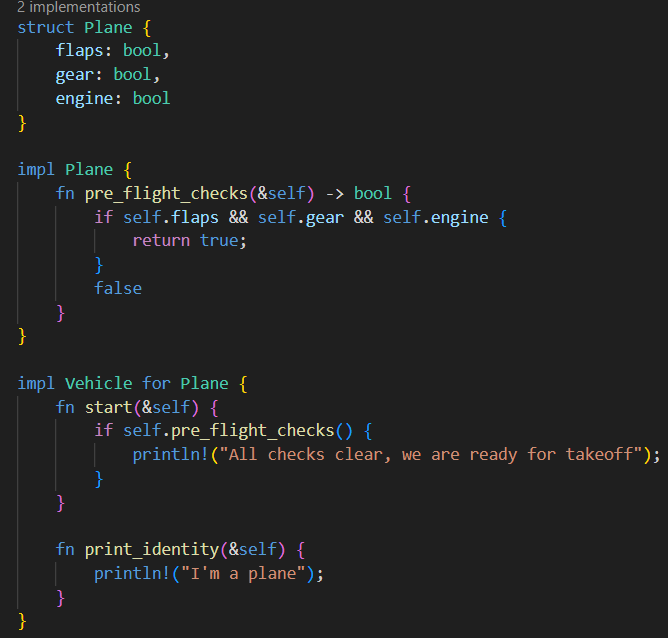 2 implementations
struct Plane {
    flaps: bool,
    gear: bool,
    engine: bool
}

impl Plane {
    fn pre_flight_checks(&self) -> bool {
        if self.flaps && self.gear && self.engine {
            return true;
        }
        false
    }
}

impl Vehicle for Plane {
    fn start(&self) {
        if self.pre_flight_checks() {
            println!("All checks clear, we are ready for takeoff");
        }
    }

    fn print_identity(&self) {
        println!("I'm a plane");
    }
}